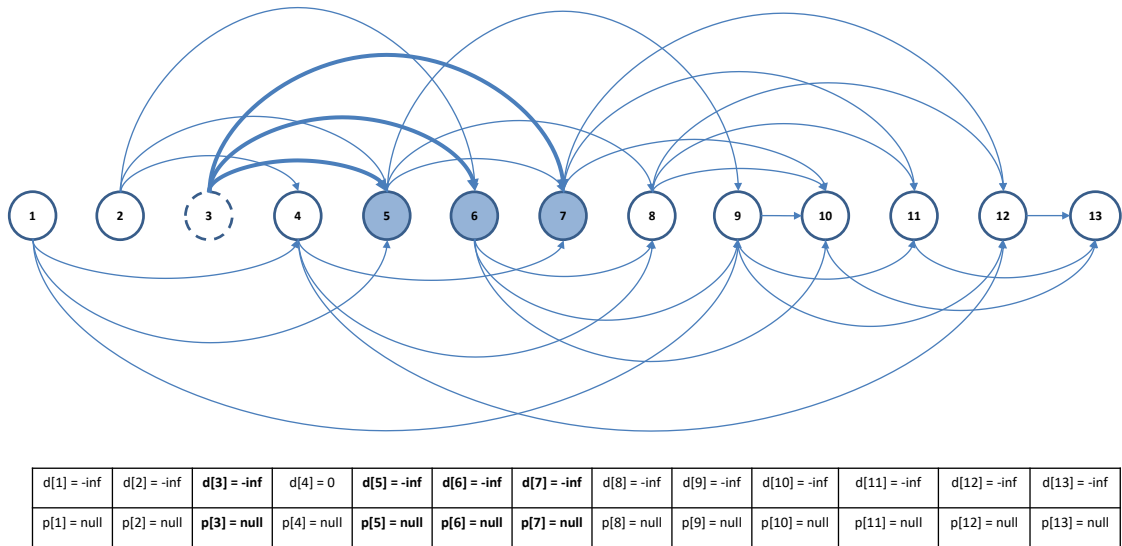 1 2 3 4 5 6 7 8 9 10 11 12 13
d[1] = -inf d[2] = -inf d[3] = -inf d[4] = 0 d[5] = -inf d[6] = -inf d[7] = -inf d[8] = -inf d[9] = -inf d[10] = -inf d[11] = -inf d[12] = -inf d[13] = -inf
p[1] = null p[2] = null p[3] = null p[4] = null p[5] = null p[6] = null p[7] = null p[8] = null p[9] = null p[10] = null p[11] = null p[12] = null p[13] = null